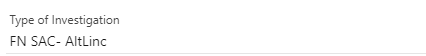 Type of Investigation
FN SAC- AltLinc